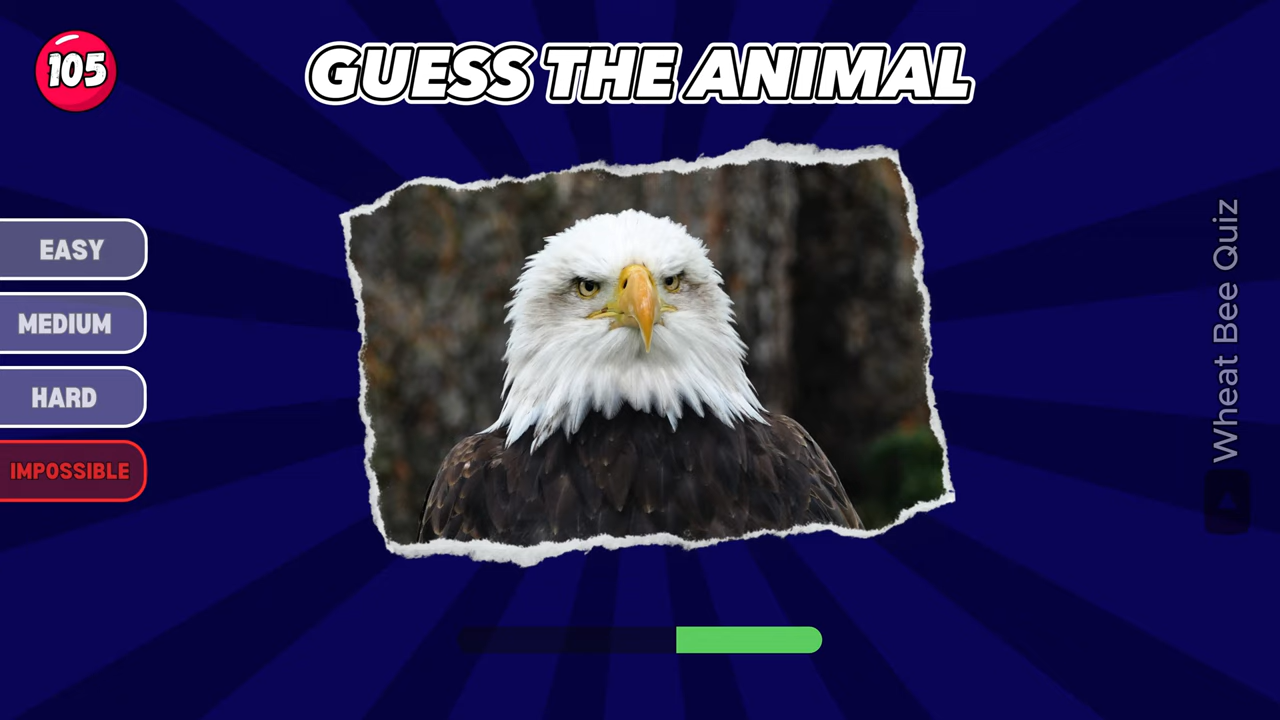 105
GUESS THE ANIMAL
EASY
MEDIUM
HARD
IMPOSSIBLE
Wheat Bee Quiz